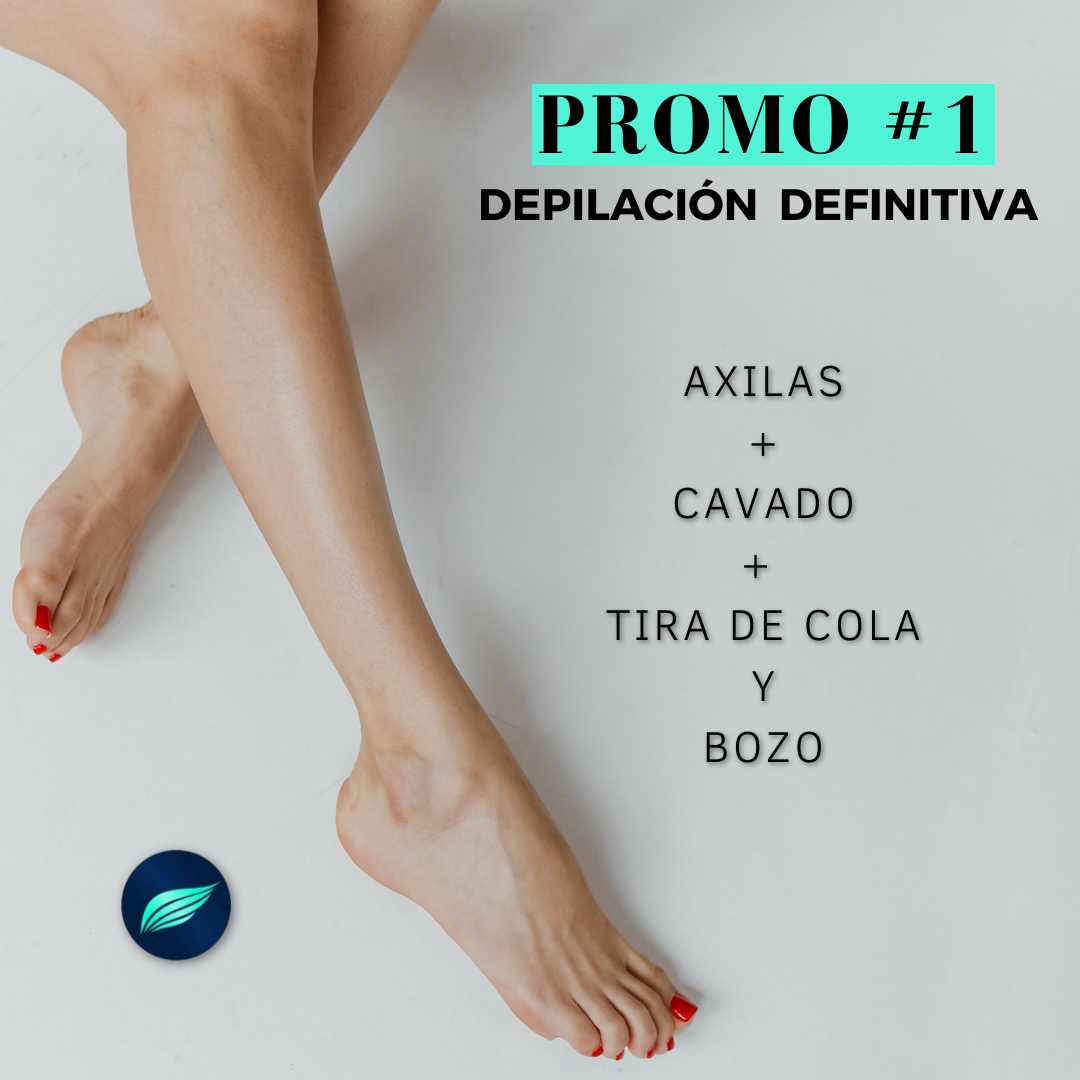 PROMO #1
DEPILACIÓN DEFINITIVA
AXILAS
+
CAVADO
+
TIRA DE COLA
Y
BOZO